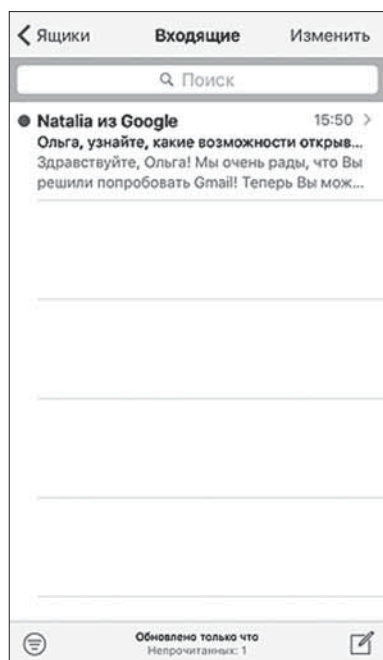 Ящики Входящие Изменить
Поиск
Natalia из Google 15:50
Ольга, узнайте, какие возможности открыв...
Здравствуйте, Ольга! Мы очень рады, что Вы
решили попробовать Gmail! Теперь Вы мож...
Обновлено только что
Непрочитанных: 1